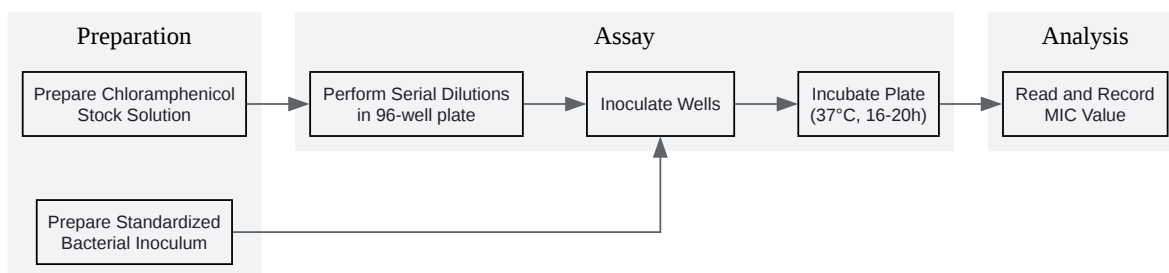 Preparation
Assay
Analysis
Prepare Chloramphenicol
Stock Solution
Perform Serial Dilutions
in 96-well plate
Inoculate Wells
Incubate Plate
(37°C, 16-20h)
Read and Record
MIC Value
Prepare Standardized
Bacterial Inoculum